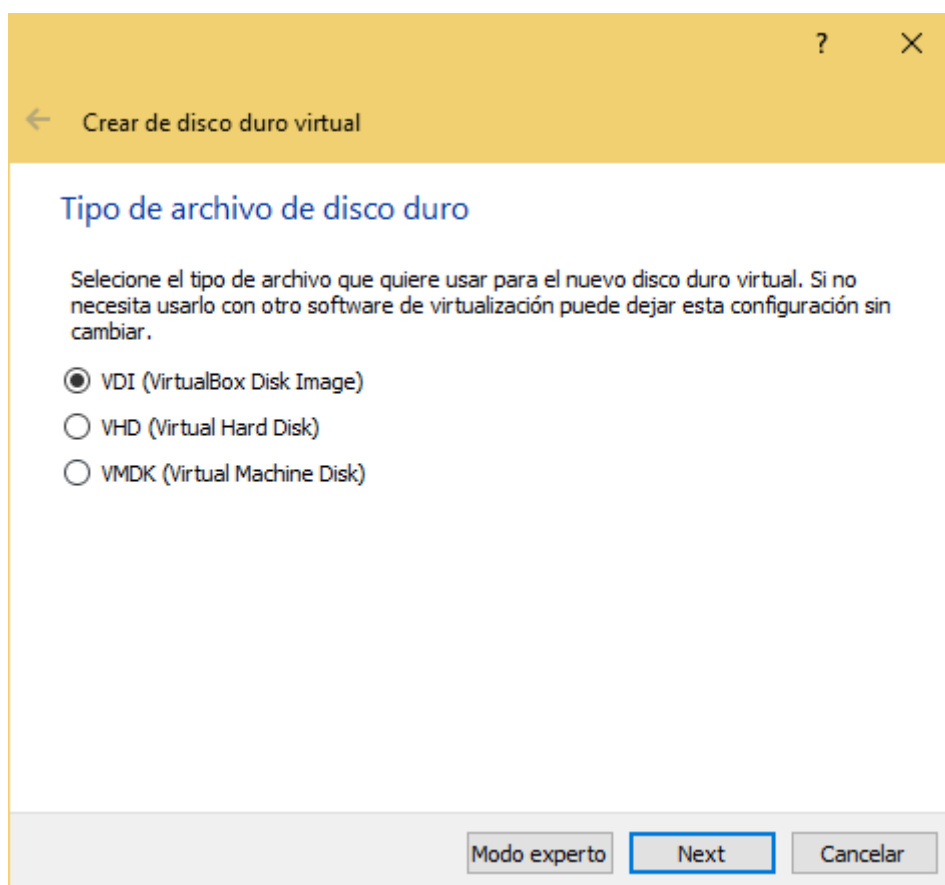 ?
Crear de disco duro virtual
Tipo de archivo de disco duro
Selecione el tipo de archivo que quiere usar para el nuevo disco duro virtual. Si no
necesita usarlo con otro software de virtualización puede dejar esta configuración sin
cambiar.
VDI (VirtualBox Disk Image)
VHD (Virtual Hard Disk)
VMDK (Virtual Machine Disk)
Modo experto Next Cancelar